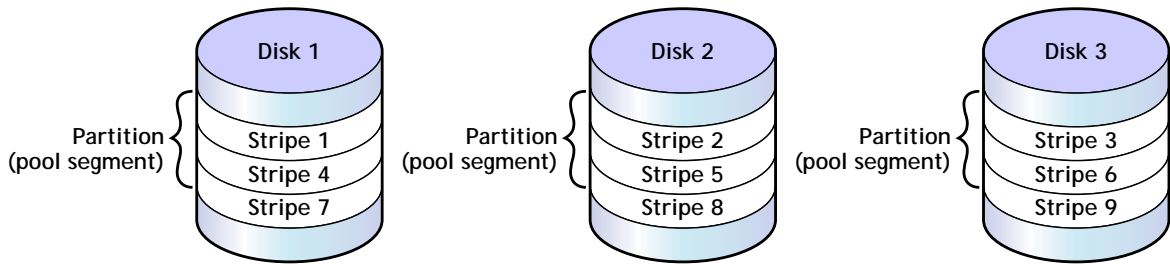 Disk 1
Disk 2
Disk 3
Partition
(pool segment)
Stripe 1
Stripe 4
Stripe 7
Partition
(pool segment)
Stripe 2
Stripe 5
Stripe 8
Partition
(pool segment)
Stripe 3
Stripe 6
Stripe 9